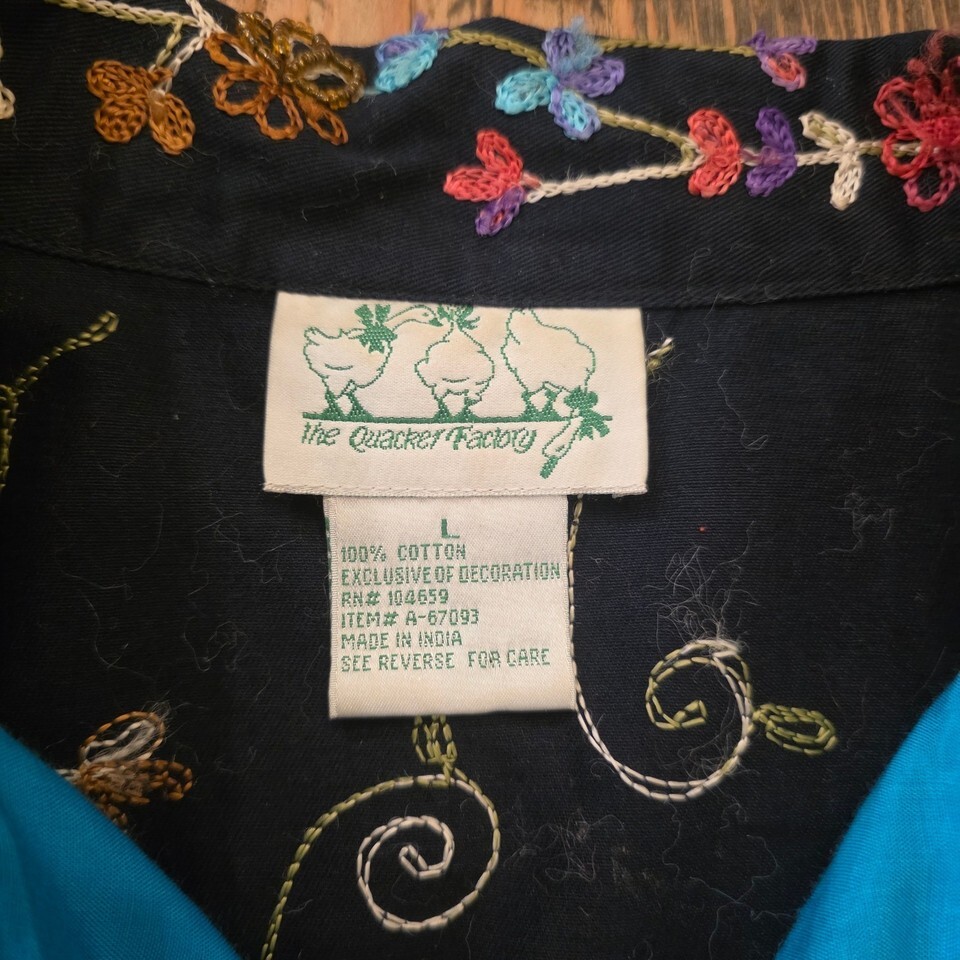 the Quacker Factory
L
100% COTTON
EXCLUSIVE OF DECORATION
RN# 104659
ITEM# A-67093
MADE IN INDIA
SEE REVERSE FOR CARE